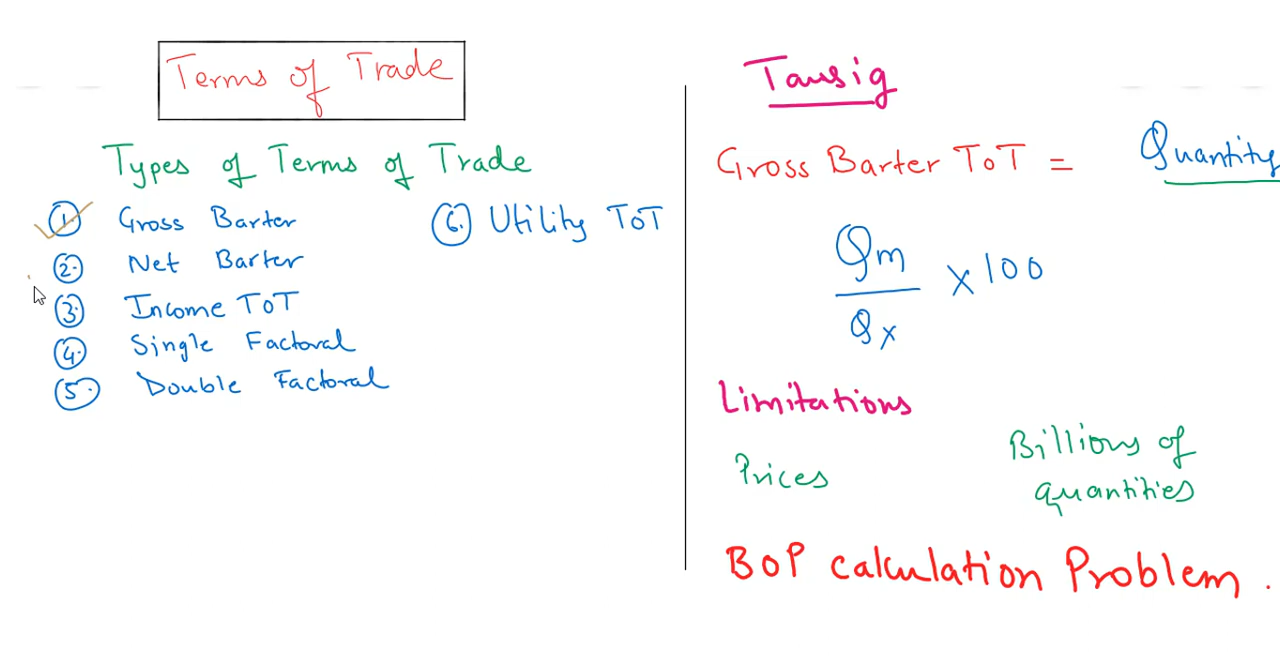 Terms of Trade
Types of Terms of Trade
1. Gross Barter
2. Net Barter
3. Income ToT
4. Single Factoral
5. Double Factoral
6. Utility ToT
Tausig
Gross Barter ToT = Quantity
Qm
Qx
× 100
Limitations
Prices
Billions of
quantities
BoP calculation Problem.